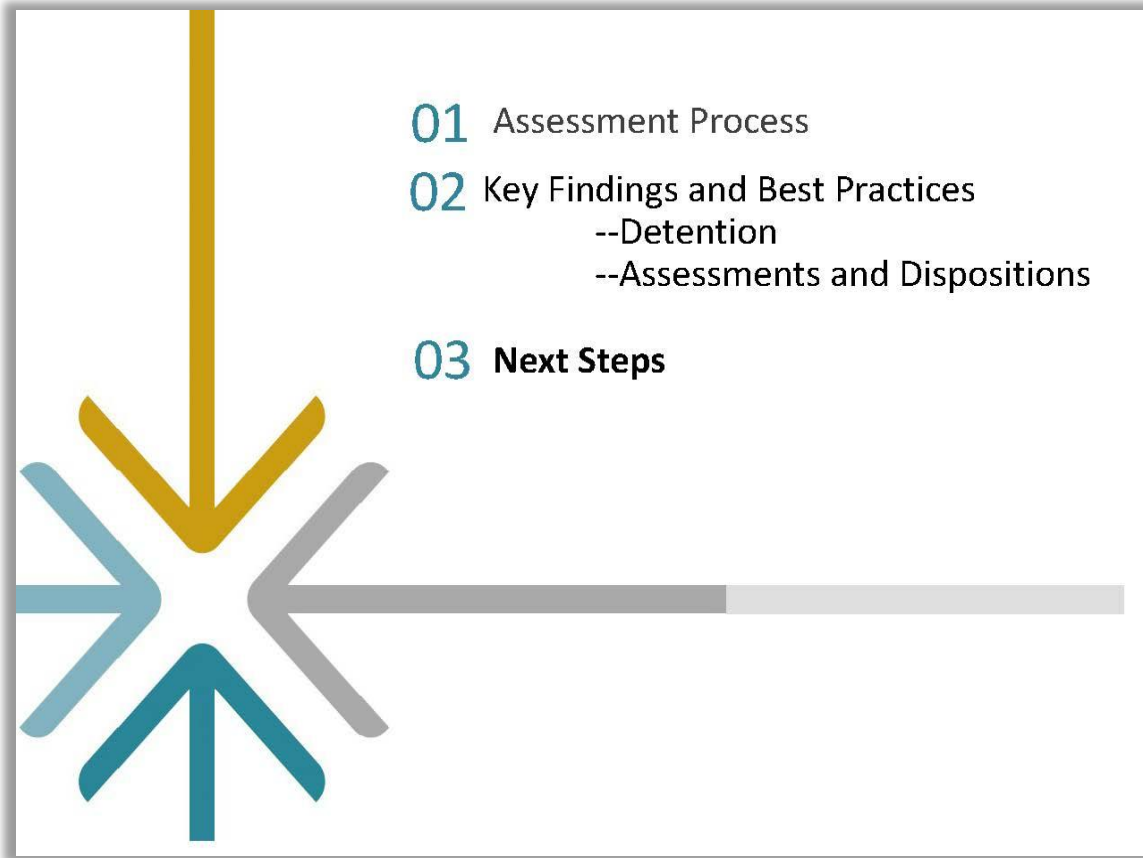 01 Assessment Process
02 Key Findings and Best Practices
--Detention
--Assessments and Dispositions
03 Next Steps